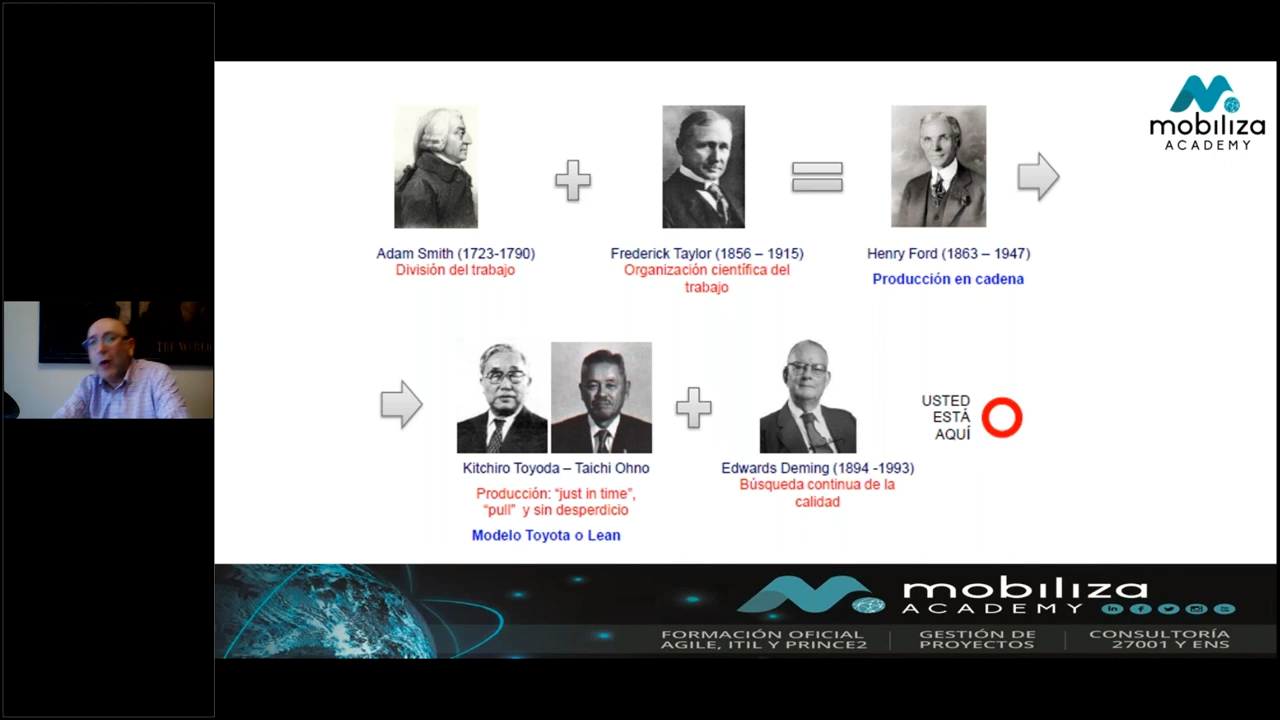 mobiliza
ACADEMY
Adam Smith (1723-1790)
División del trabajo
Frederick Taylor (1856 – 1915)
Organización científica del
trabajo
Henry Ford (1863 – 1947)
Producción en cadena
Kitchiro Toyoda – Taichi Ohno
Producción: “just in time”,
“pull” y sin desperdicio
Modelo Toyota o Lean
Edwards Deming (1894 -1993)
Búsqueda continua de la
calidad
USTED
ESTÁ
AQUÍ
mobiliza
ACADEMY
FORMACIÓN OFICIAL
AGILE, ITIL Y PRINCE2
GESTIÓN DE
PROYECTOS
CONSULTORÍA
27001 Y ENS